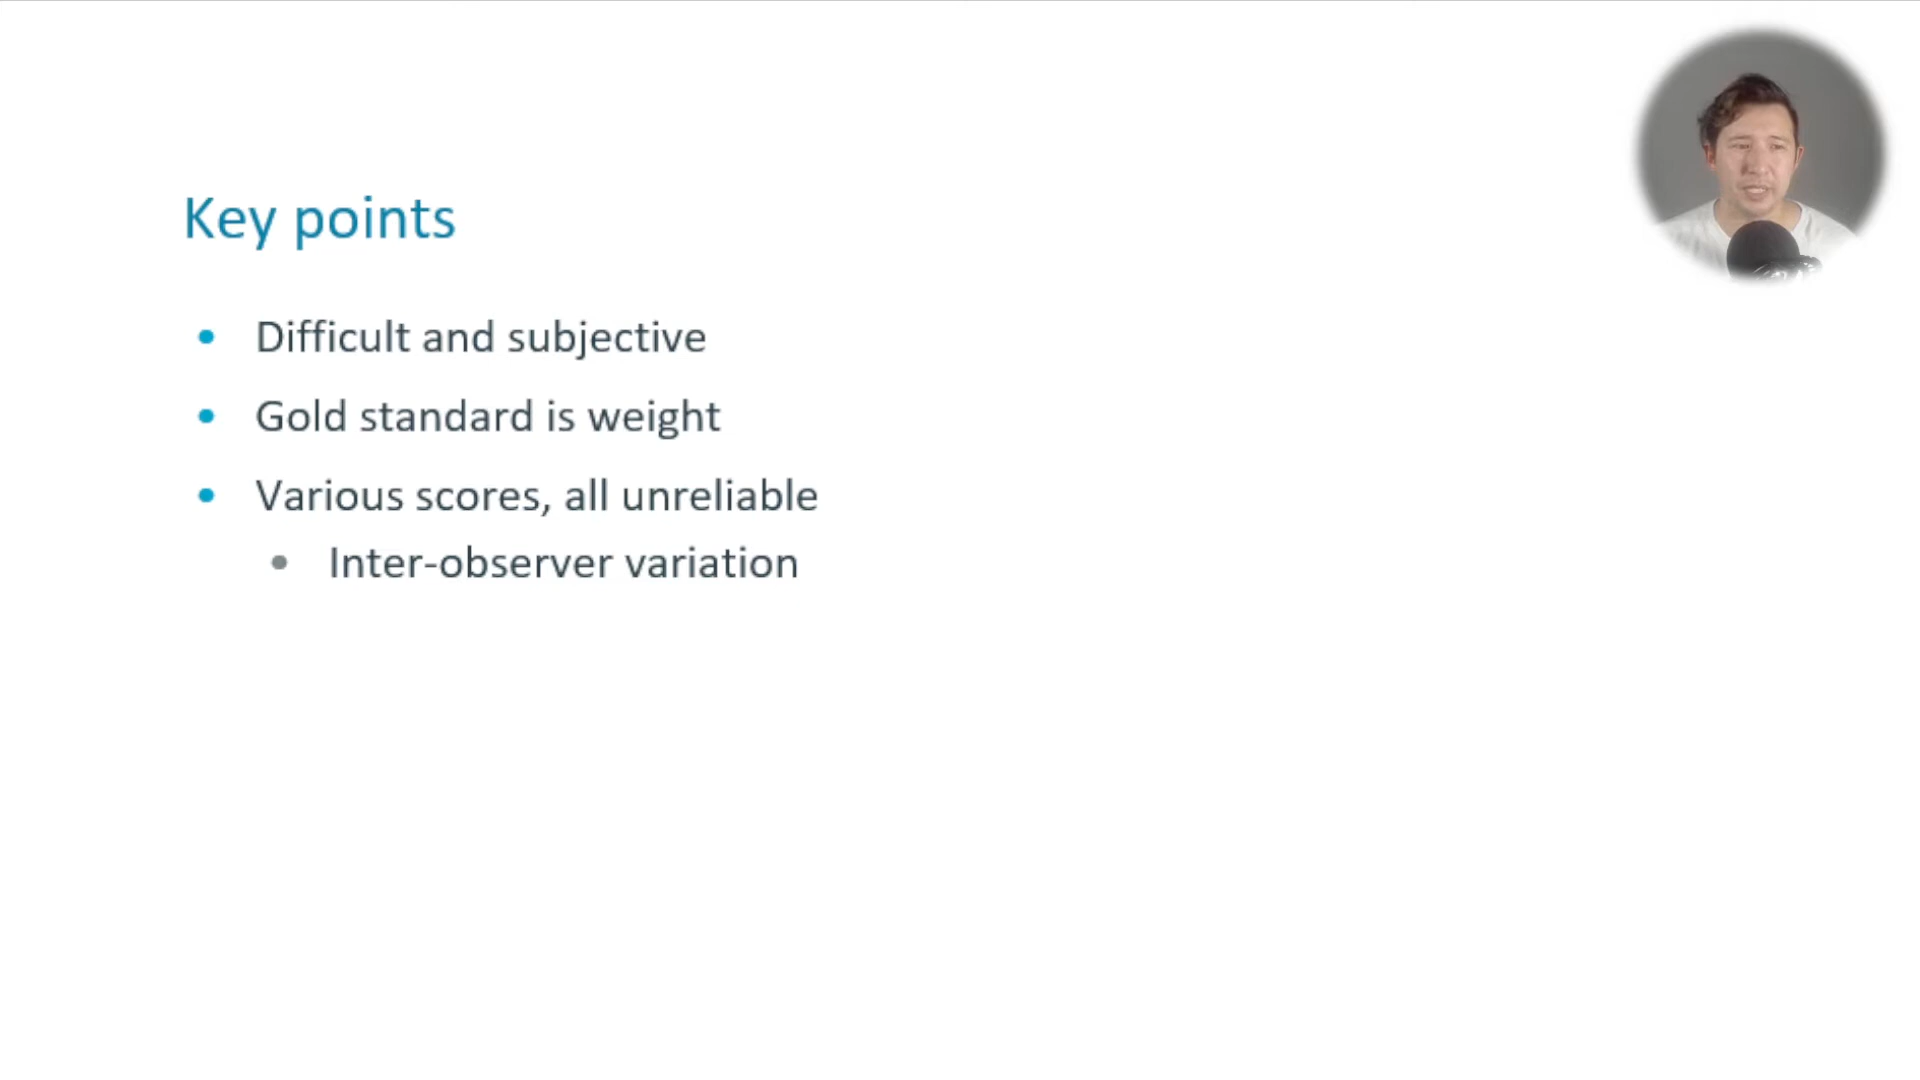 Key points
Difficult and subjective
Gold standard is weight
Various scores, all unreliable
Inter-observer variation